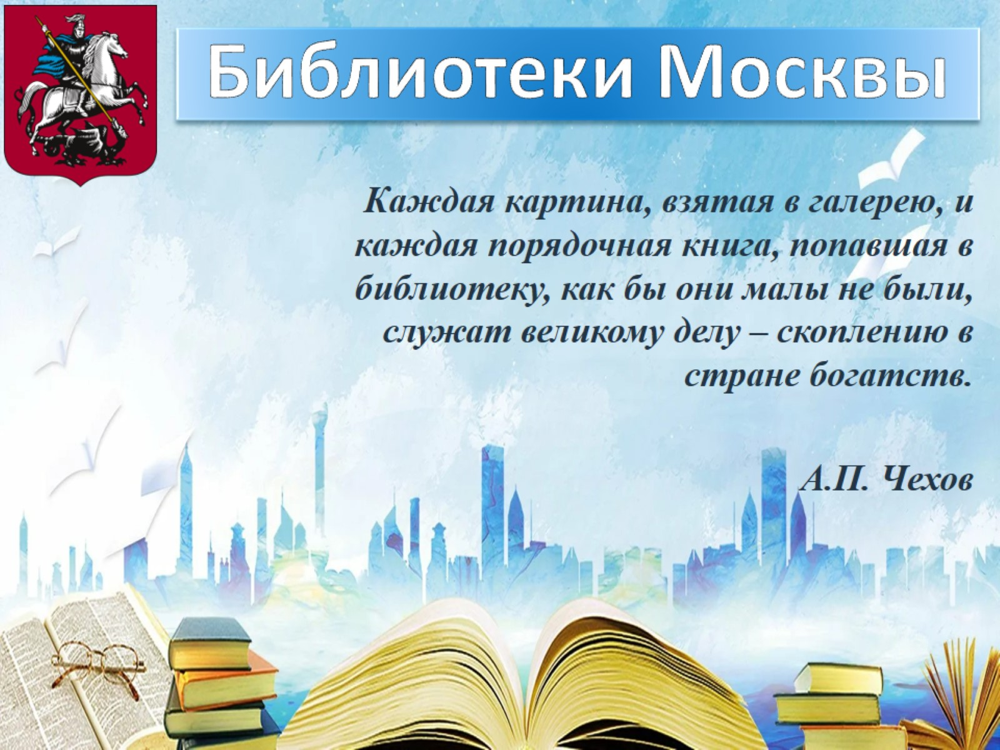 Библиотеки Москвы
Каждая картина, взятая в галерею, и
каждая порядочная книга, попавшая в
библиотеку, как бы они малы не были,
служат великому делу – скоплению в
стране богатств.
А.П. Чехов